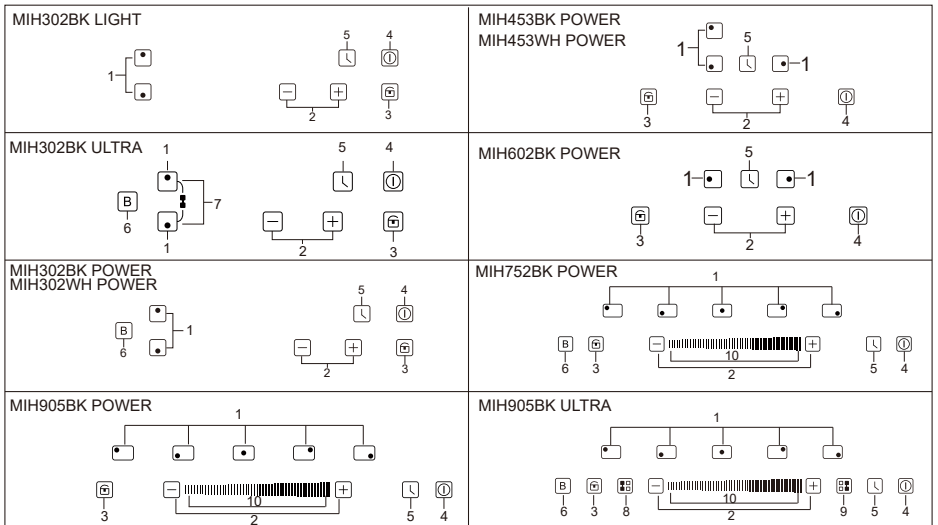 MIH302BK LIGHT
5 4
1
2 3
MIH453BK POWER
MIH453WH POWER
5
1 1
3 2 4
MIH302BK ULTRA
1 5 4
B 7
6 1 2 3
MIH602BK POWER
5
1 1
3 2 4
MIH302BK POWER
MIH302WH POWER
5 4
B 1
6 2 3
MIH752BK POWER
1
B
10
6 3 2 5 4
MIH905BK POWER
1
10
3 2 5 4
MIH905BK ULTRA
1
B
10
6 3 8 2 9 5 4